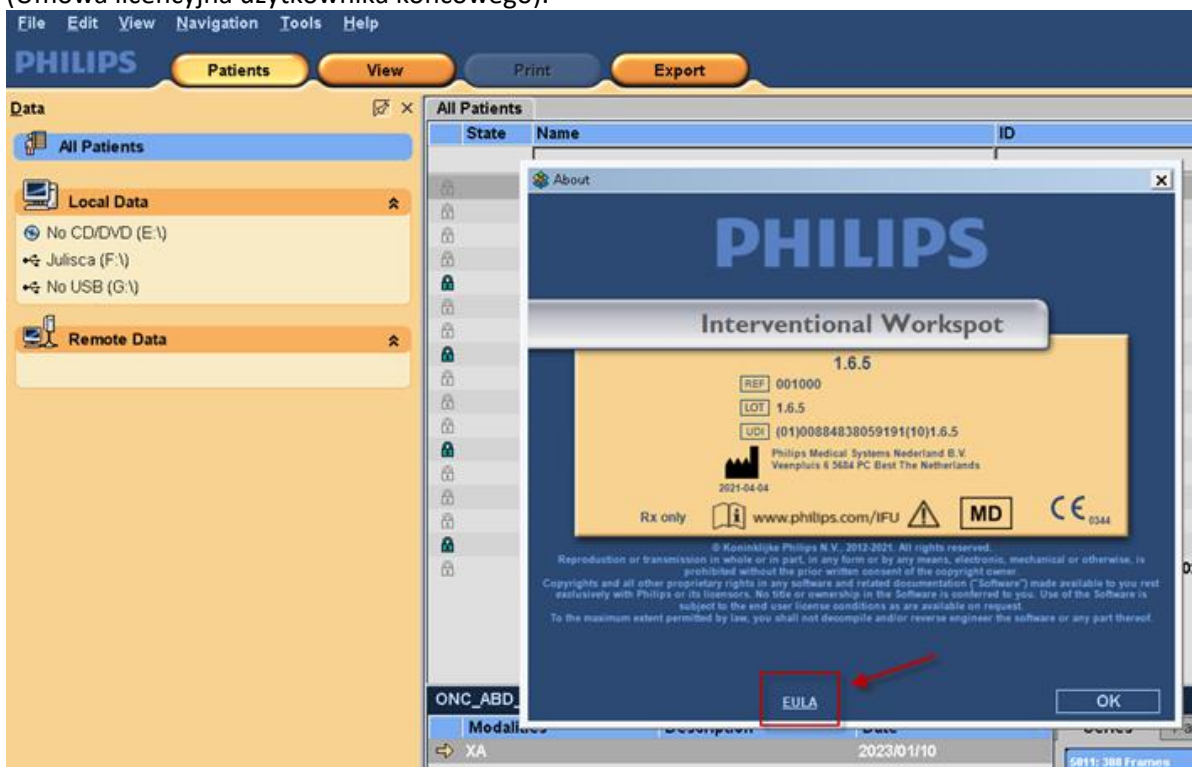 (Umowa licencyjna użytkownika końcowego).
File Edit View Navigation Tools Help
PHILIPS Patients View Print Export
Data
All Patients
Local Data
No CD/DVD (E:\)
Julisca (F:\)
No USB (G:\)
Remote Data
All Patients
State Name ID
About
PHILIPS
Interventional Workspot
1.6.5
REF 001000
LOT 1.6.5
UDI (01)00884838059191(10)1.6.5
Philips Medical Systems Nederland B.V.
Veenpluis 6 5684 PC Best The Netherlands
2021-04-04
Rx only www.philips.com/IFU MD CE 0344
© Koninklijke Philips N.V., 2012-2021. All rights reserved.
Reproduction or transmission in whole or in part, in any form or by any means, electronic, mechanical or otherwise, is
prohibited without the prior written consent of the copyright owner.
Copyrights and all other proprietary rights in any software and related documentation ("Software") made available to you rest
exclusively with Philips or its licensors. No title or ownership in the Software is conferred to you. Use of the Software is
subject to the end user license conditions as are available on request.
To the maximum extent permitted by law, you shall not decompile and/or reverse engineer the software or any part thereof.
EULA
OK
ONC_ABD_
XA 2023/01/10
5011: 388 Frames